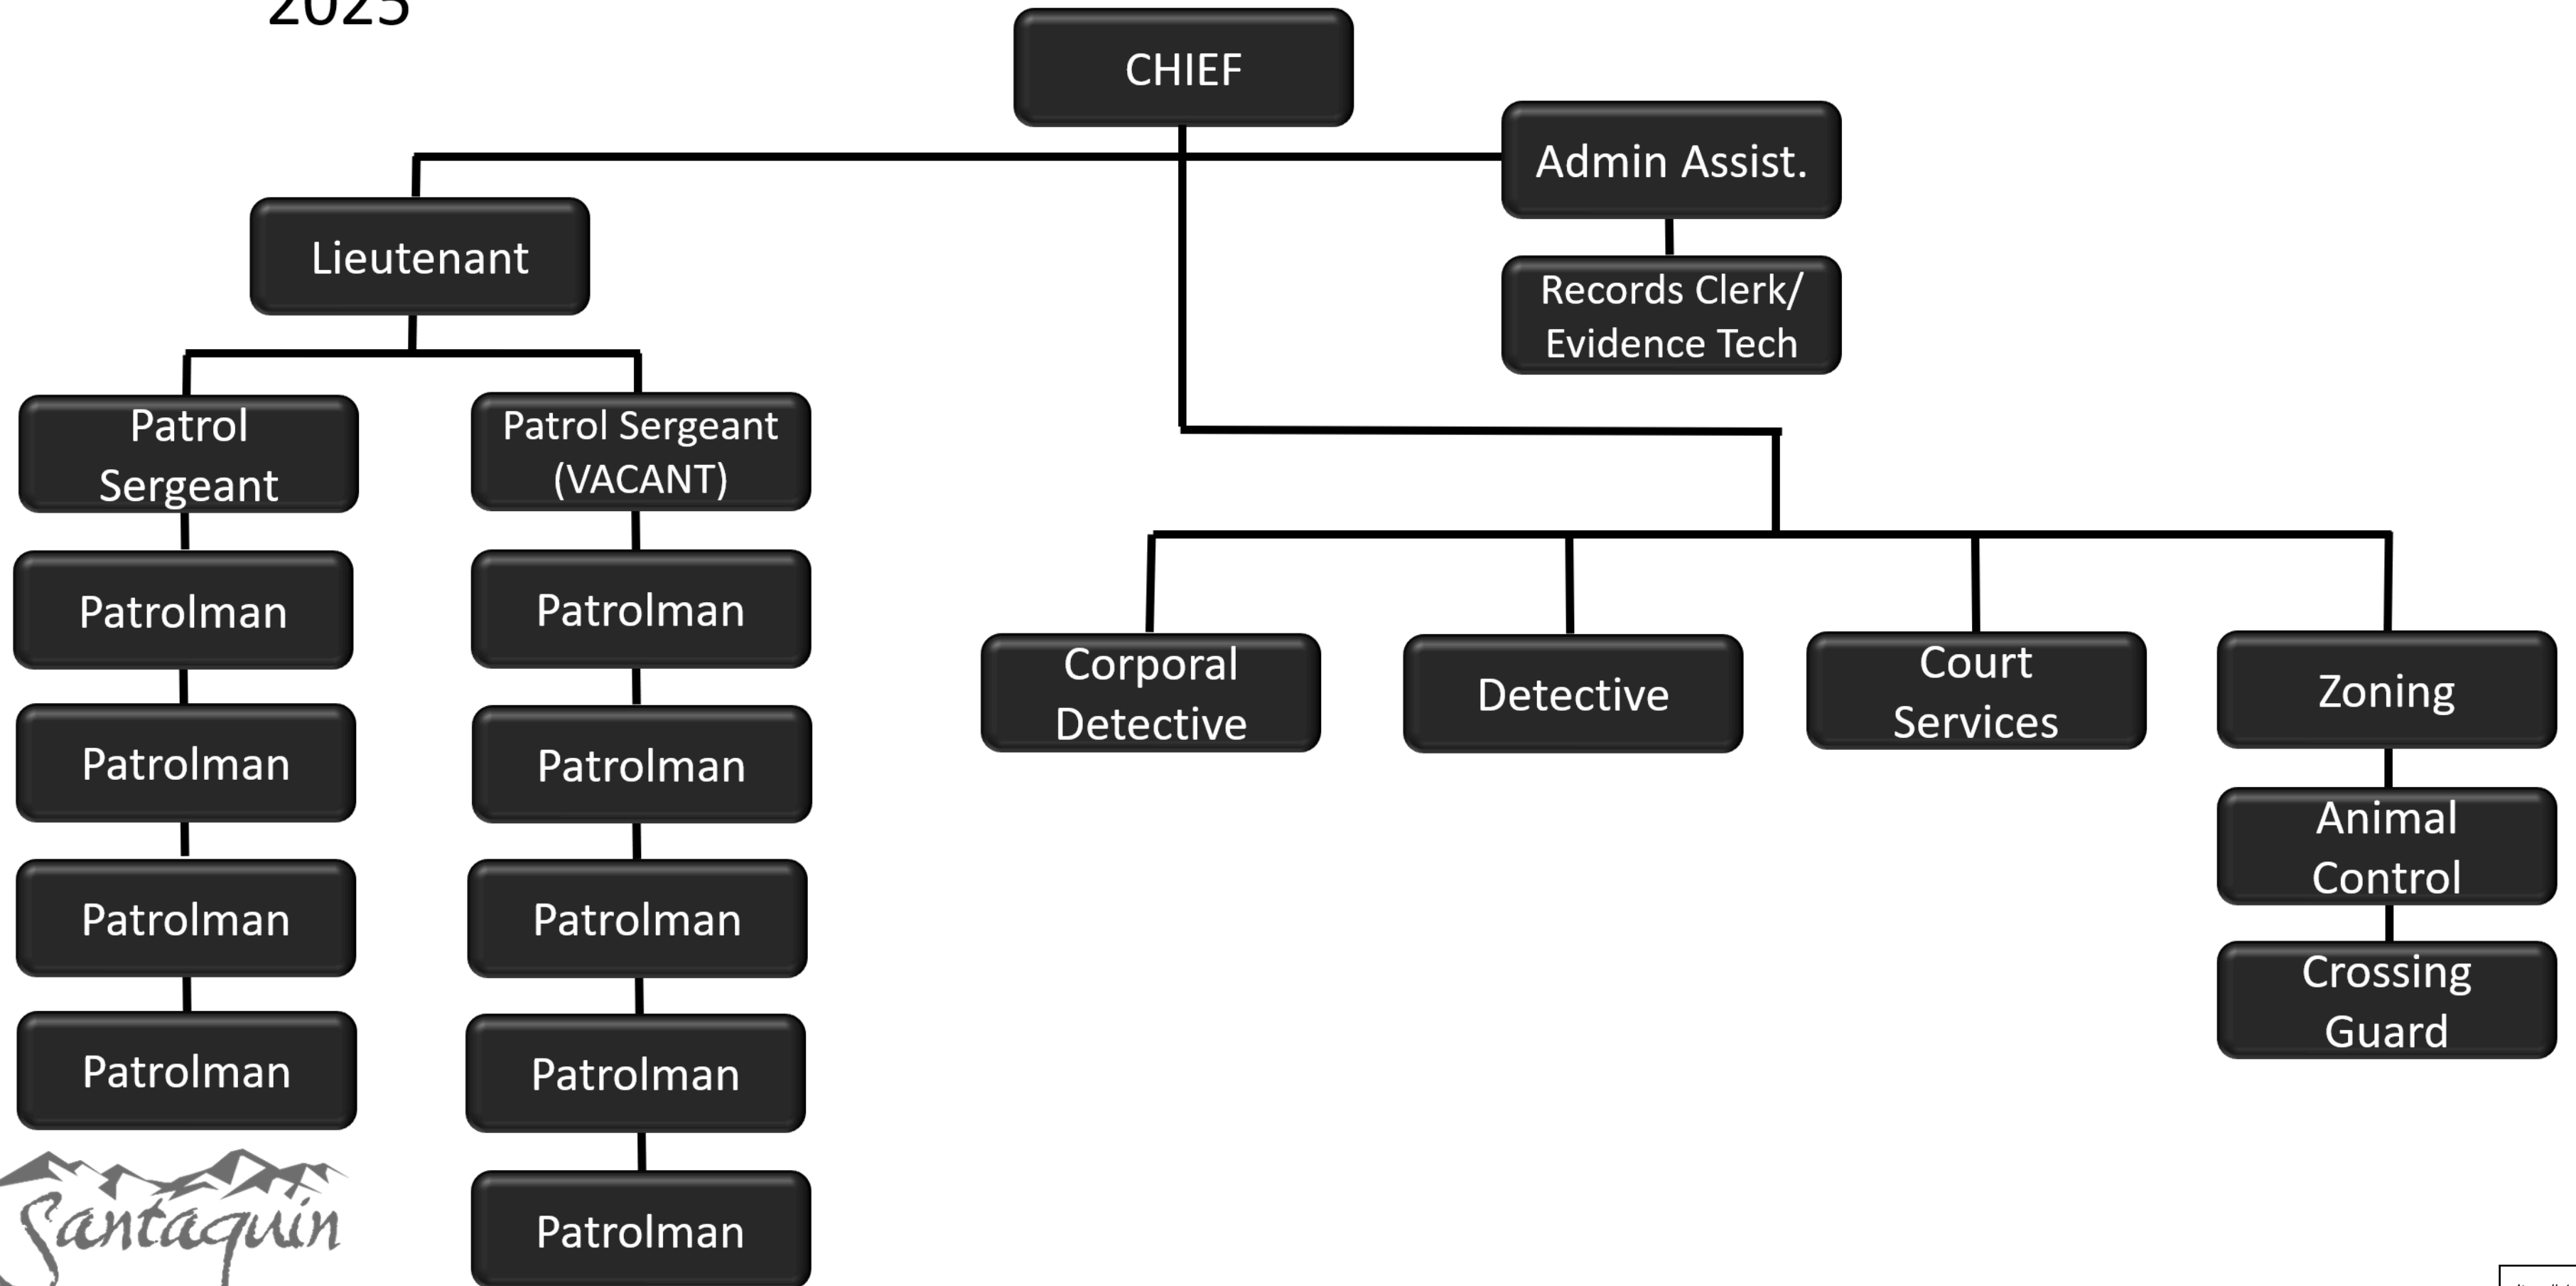 2025
CHIEF
Admin Assist.
Lieutenant
Records Clerk/
Evidence Tech
Patrol
Sergeant
Patrol Sergeant
(VACANT)
Patrolman
Patrolman
Patrolman
Patrolman
Patrolman
Patrolman
Patrolman
Patrolman
Patrolman
Corporal
Detective
Detective
Court
Services
Zoning
Animal
Control
Crossing
Guard
Santaquin